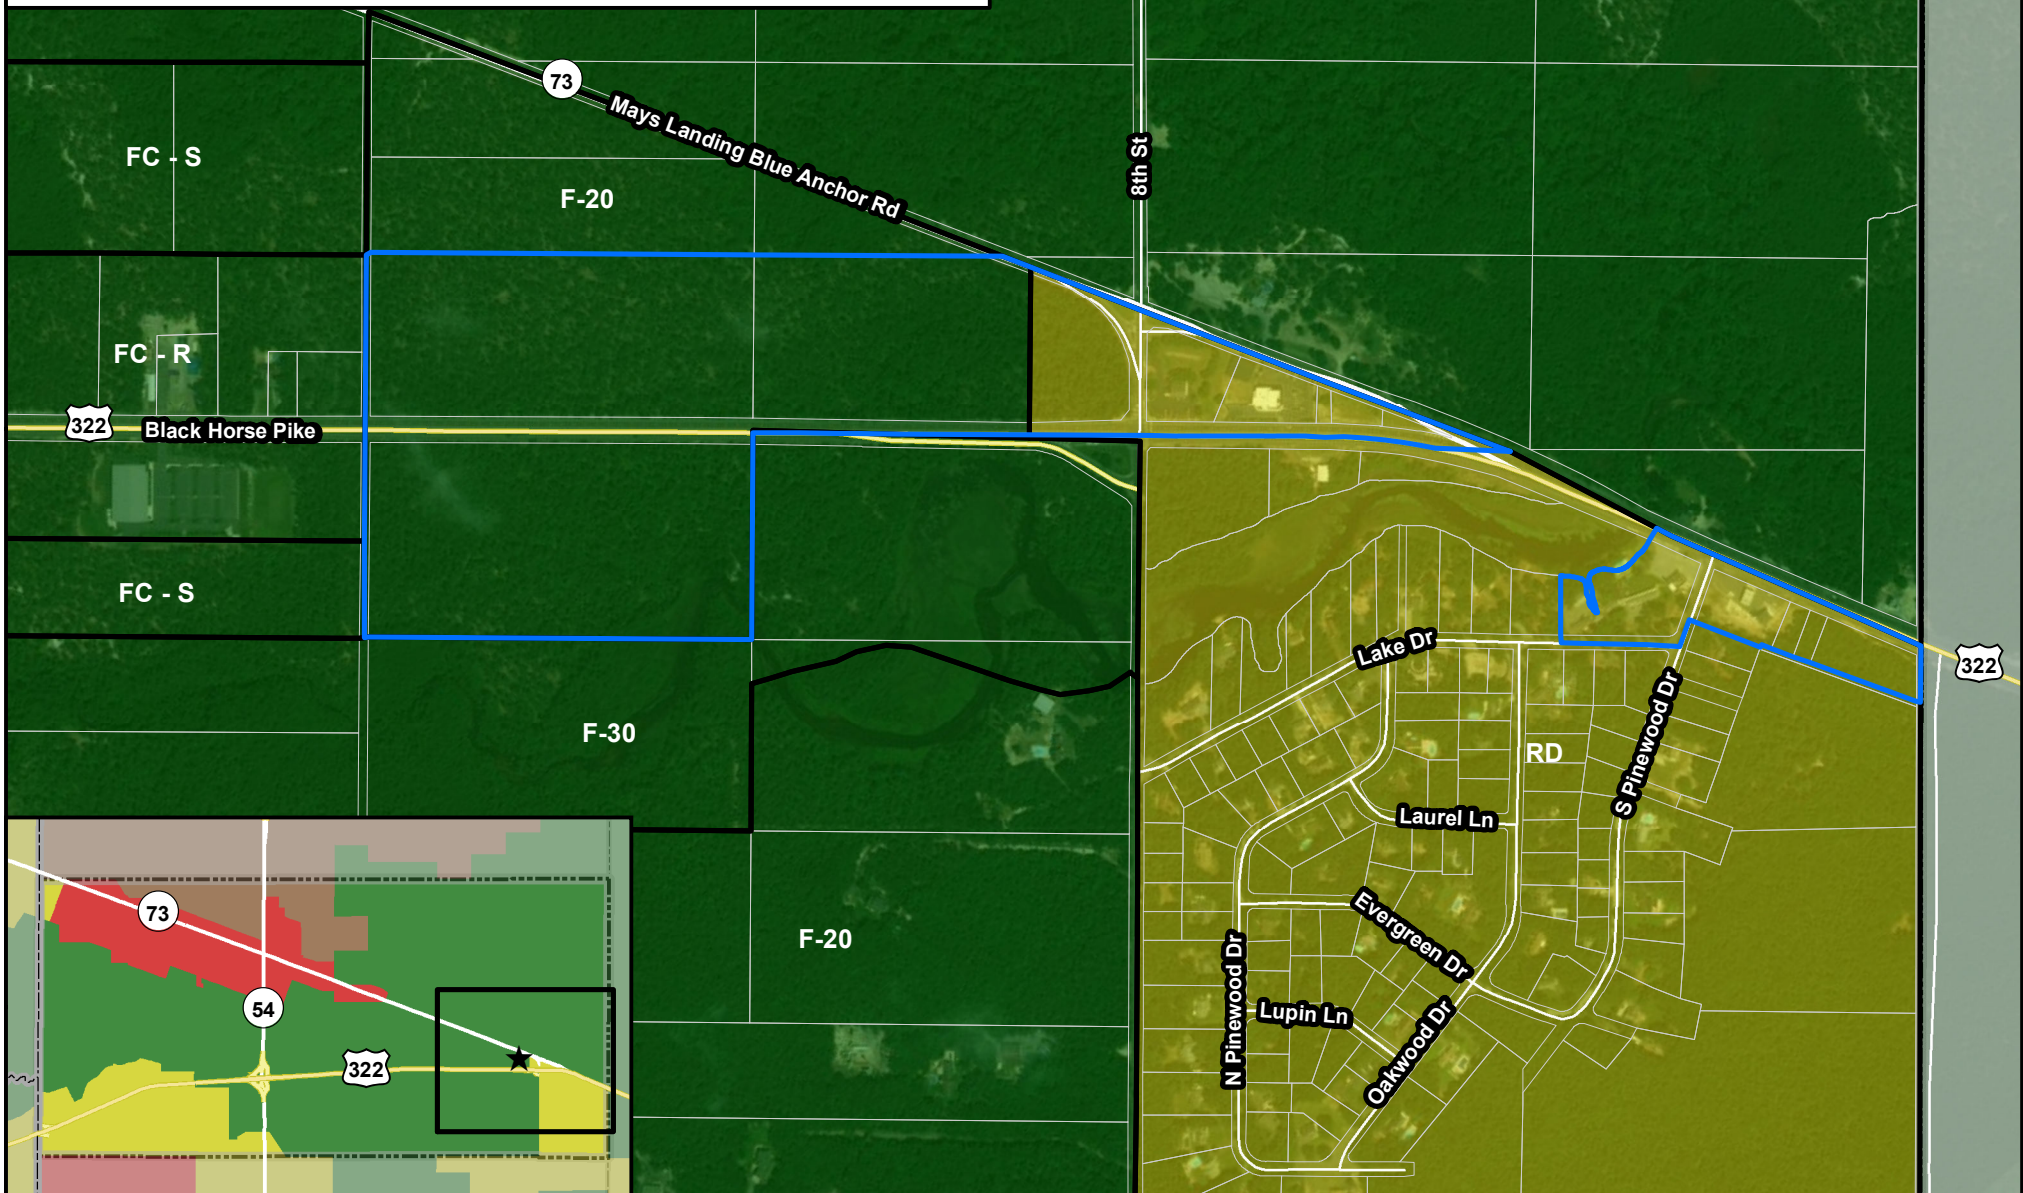 73
Mays Landing Blue Anchor Rd
8th St
FC - S
F-20
FC - R
322
Black Horse Pike
FC - S
Lake Dr
322
S Pinewood Dr
F-30
RD
Laurel Ln
Evergreen Dr
F-20
N Pinewood Dr
Lupin Ln
Oakwood Dr
73
54
322